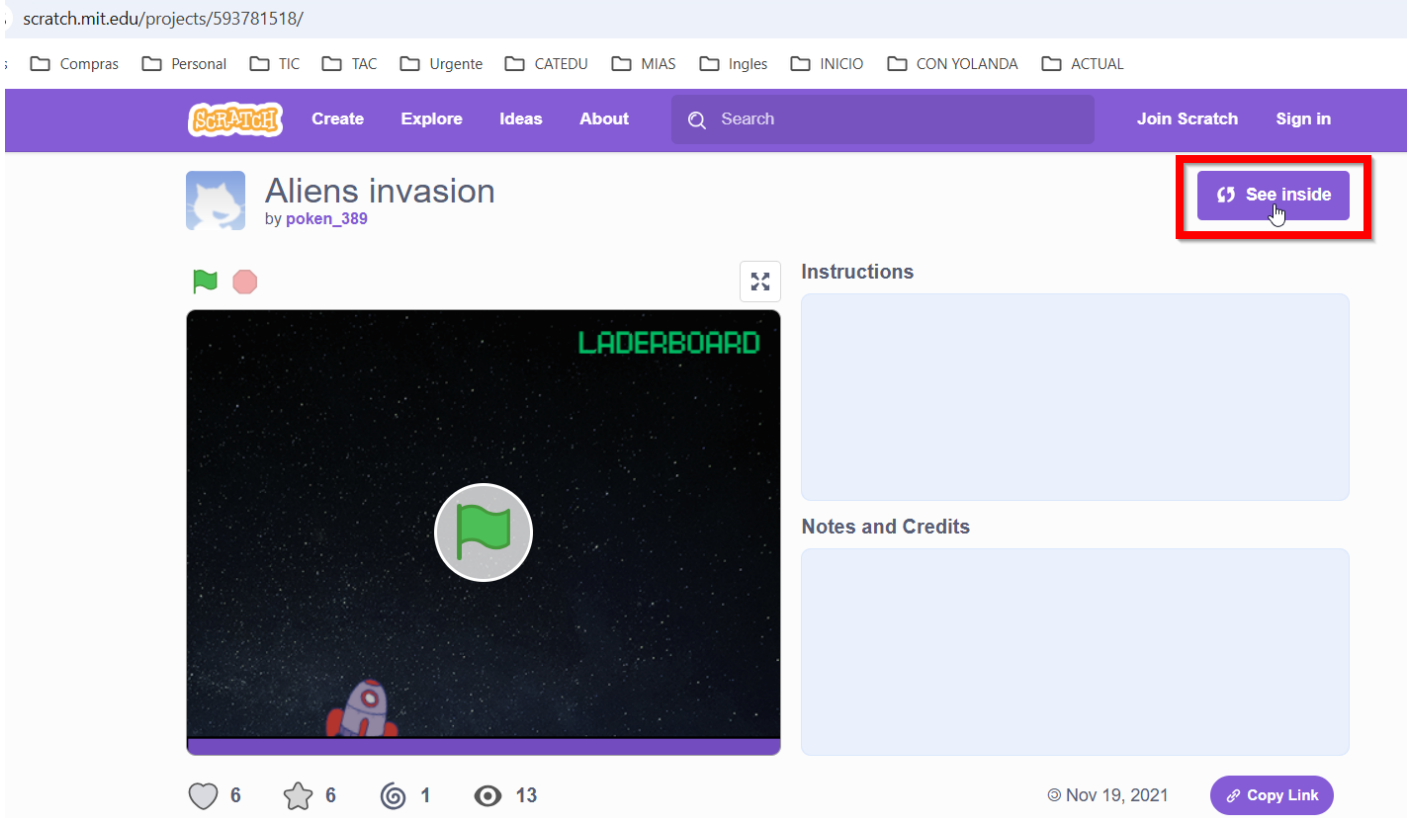 scratch.mit.edu/projects/593781518/
Compras Personal TIC TAC Urgente CATEDU MIAS Ingles INICIO CON YOLANDA ACTUAL
SCRATCH Create Explore Ideas About Search Join Scratch Sign in
Aliens invasion
by poken_389
See inside
Instructions
LADERBOARD
Notes and Credits
6 6 1 13 Nov 19, 2021 Copy Link